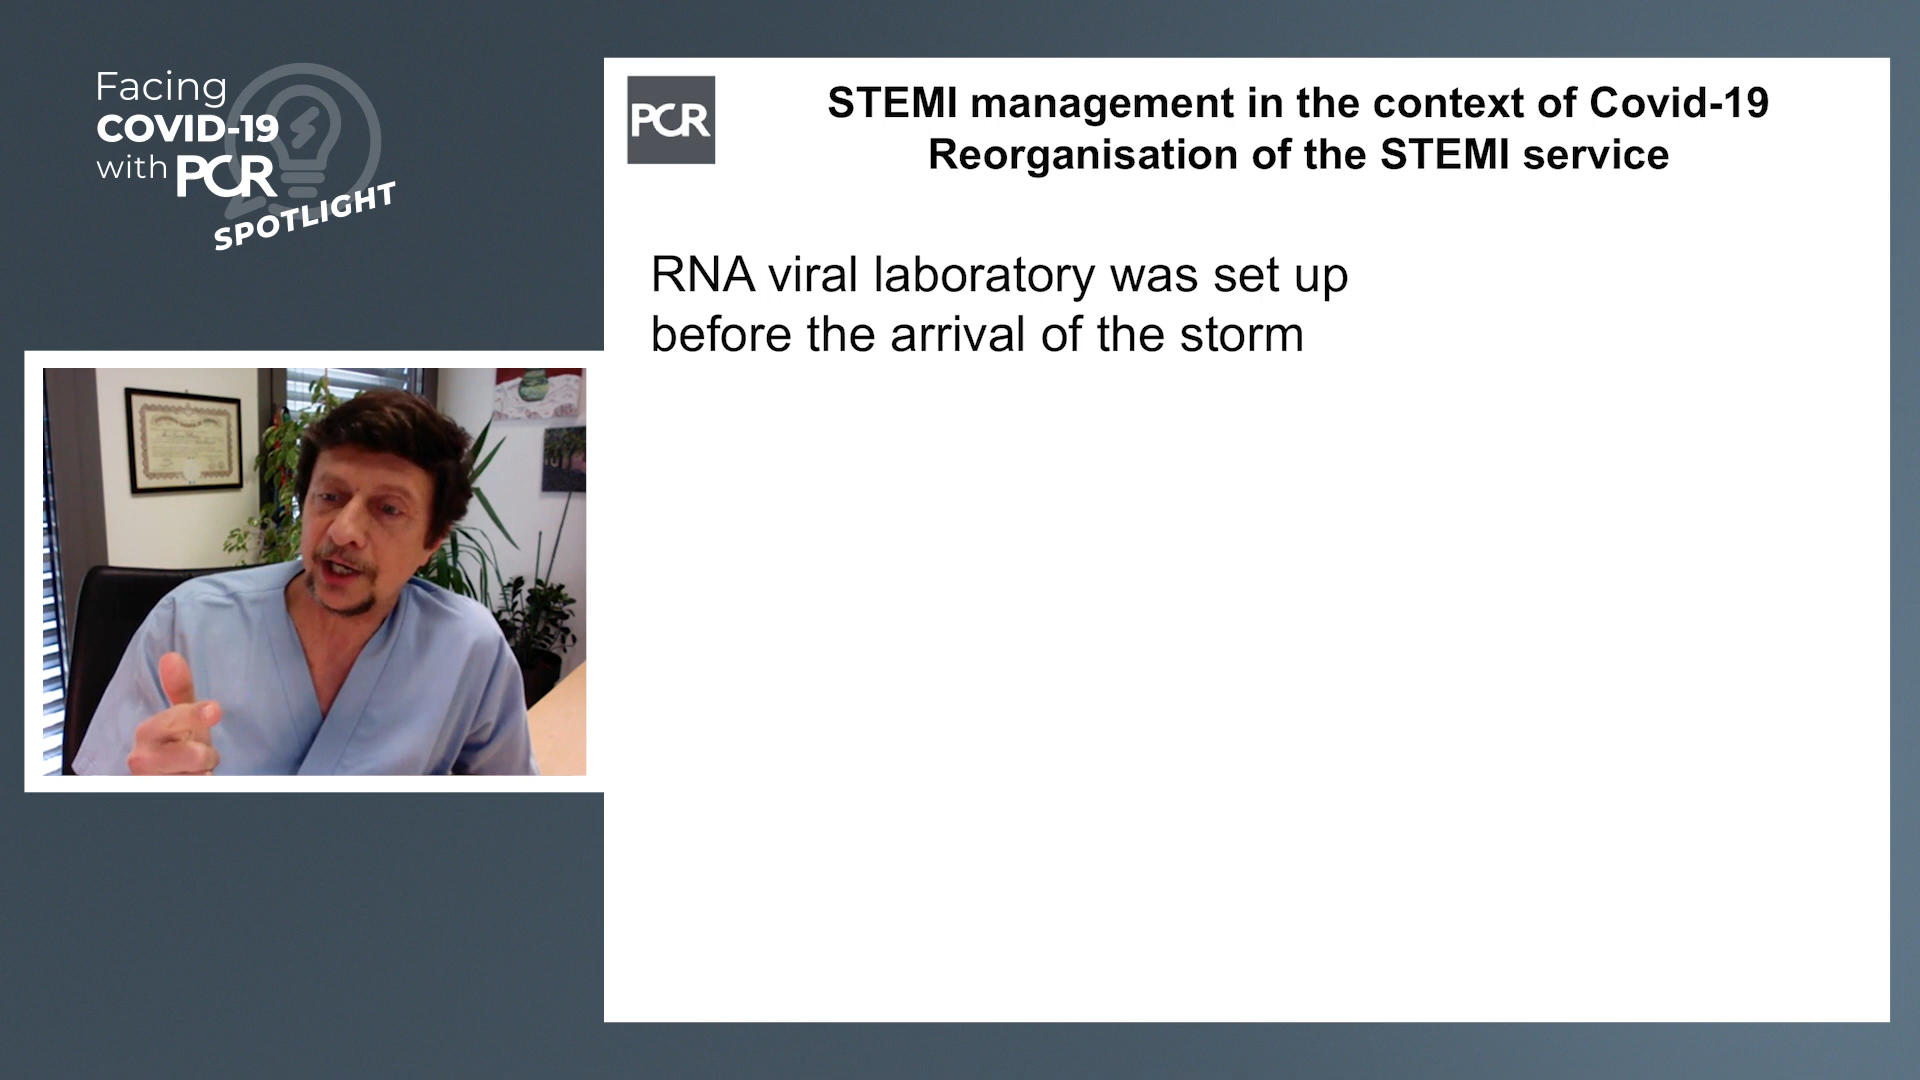 Facing
COVID-19
with PCR
SPOTLIGHT
PCR
STEMI management in the context of Covid-19
Reorganisation of the STEMI service
RNA viral laboratory was set up
before the arrival of the storm